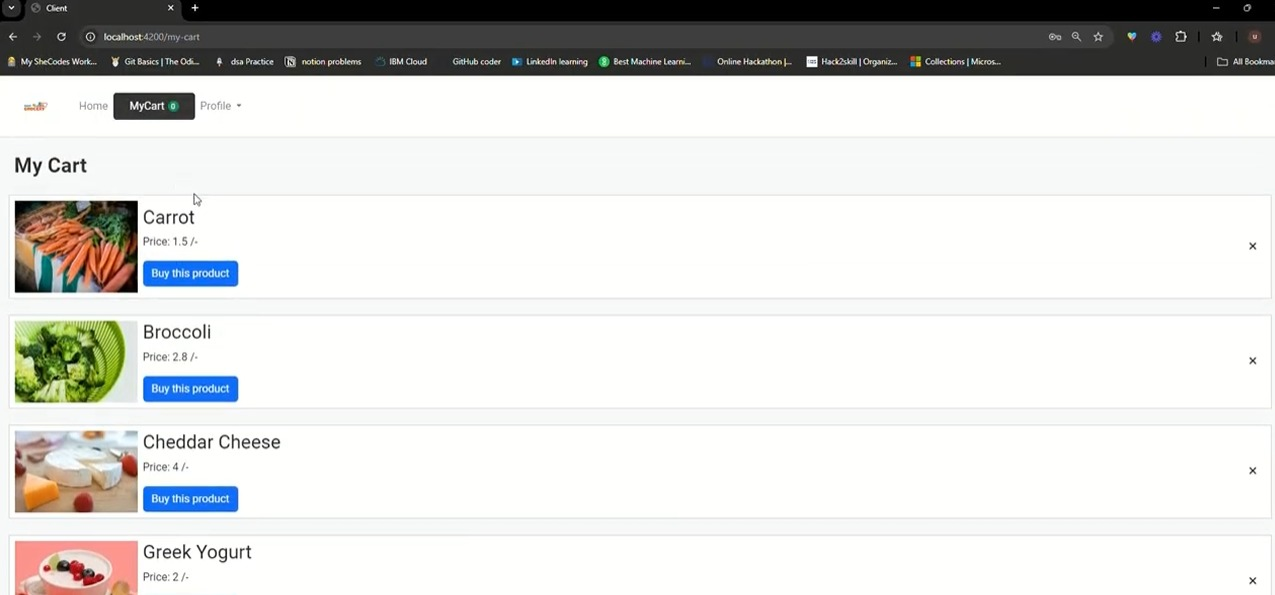 Client
localhost:4200/my-cart
My SheCodes Work... Git Basics | The Odi... dsa Practice notion problems IBM Cloud GitHub coder LinkedIn learning Best Machine Learni... Online Hackathon |... Hack2skill | Organiz... Collections | Micros... All Bookma
Home MyCart 0 Profile
My Cart
Carrot
Price: 1.5 /-
Buy this product
Broccoli
Price: 2.8 /-
Buy this product
Cheddar Cheese
Price: 4 /-
Buy this product
Greek Yogurt
Price: 2 /-